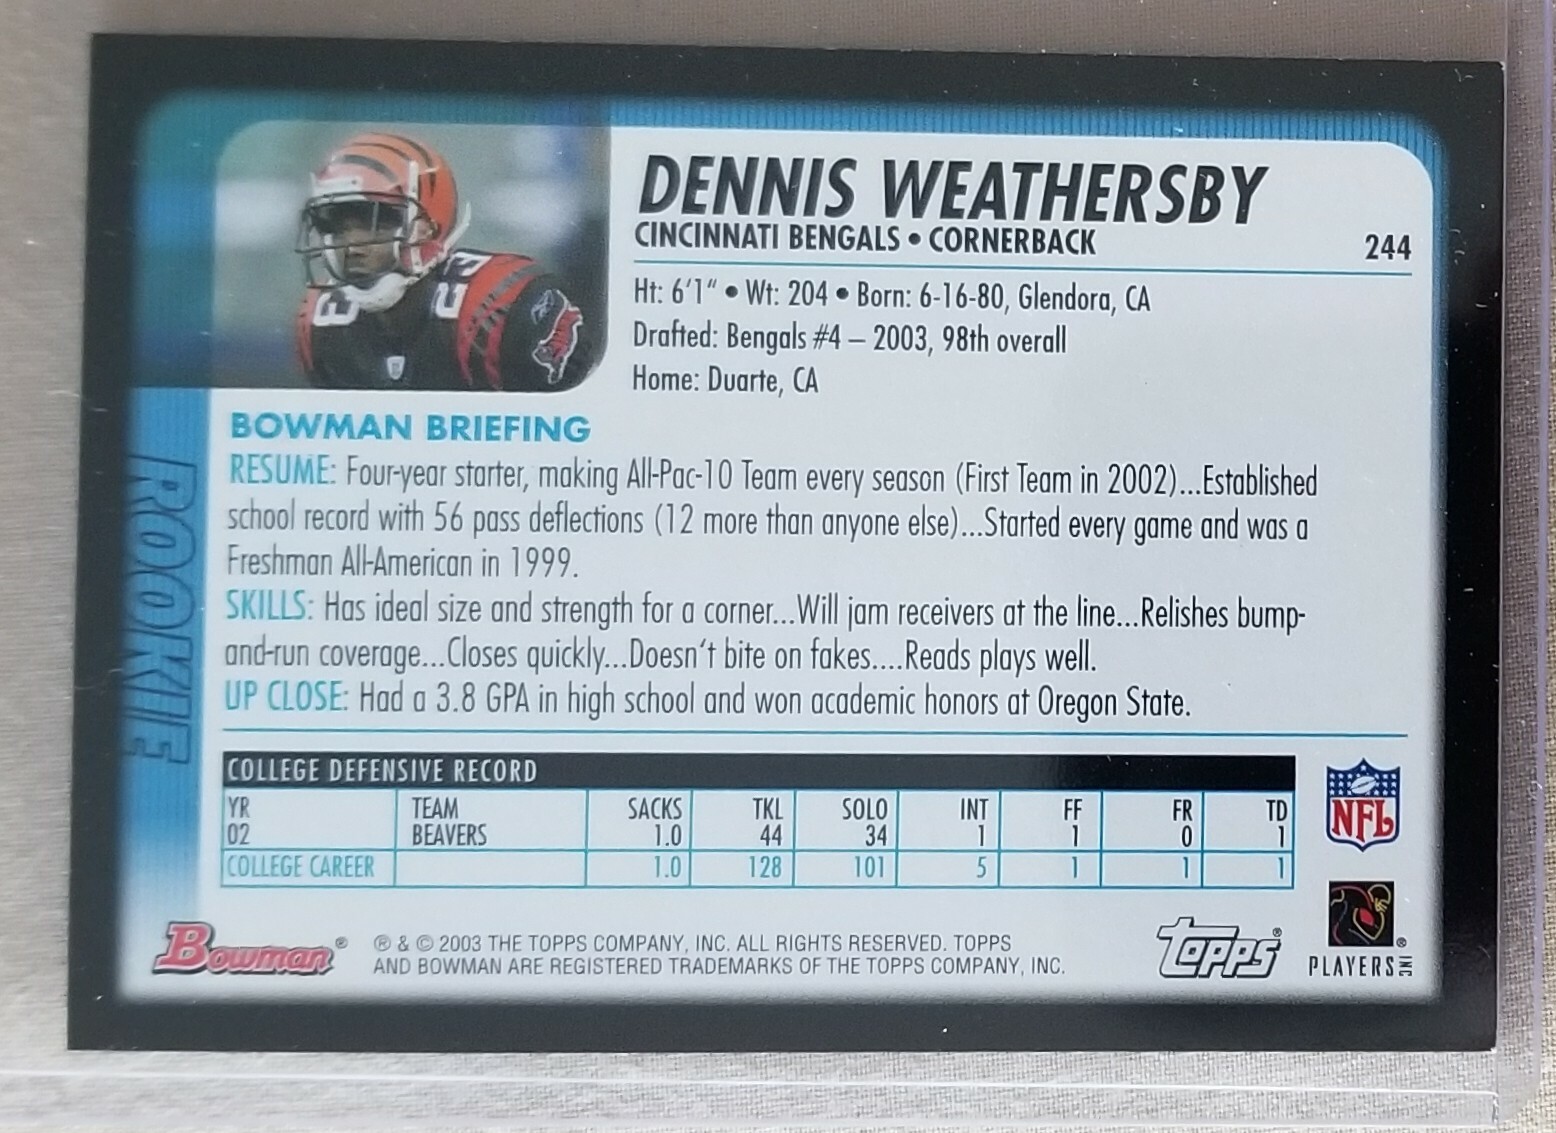 DENNIS WEATHERSBY
CINCINNATI BENGALS • CORNERBACK
244
Ht: 6'1" • Wt: 204 • Born: 6-16-80, Glendora, CA
Drafted: Bengals #4 – 2003, 98th overall
Home: Duarte, CA
23
ROOKIE
BOWMAN BRIEFING
RESUME: Four-year starter, making All-Pac-10 Team every season (First Team in 2002)...Established
school record with 56 pass deflections (12 more than anyone else)...Started every game and was a
Freshman All-American in 1999.
SKILLS: Has ideal size and strength for a corner...Will jam receivers at the line...Relishes bump-
and-run coverage...Closes quickly...Doesn't bite on fakes....Reads plays well.
UP CLOSE: Had a 3.8 GPA in high school and won academic honors at Oregon State.
COLLEGE DEFENSIVE RECORD
YR TEAM SACKS TKL SOLO INT FF FR TD
02 BEAVERS 1.0 44 34 1 1 0 1
COLLEGE CAREER 1.0 128 101 5 1 1 1
NFL
Bowman®
® & © 2003 THE TOPPS COMPANY, INC. ALL RIGHTS RESERVED. TOPPS
AND BOWMAN ARE REGISTERED TRADEMARKS OF THE TOPPS COMPANY, INC.
Topps®
PLAYERS INC®